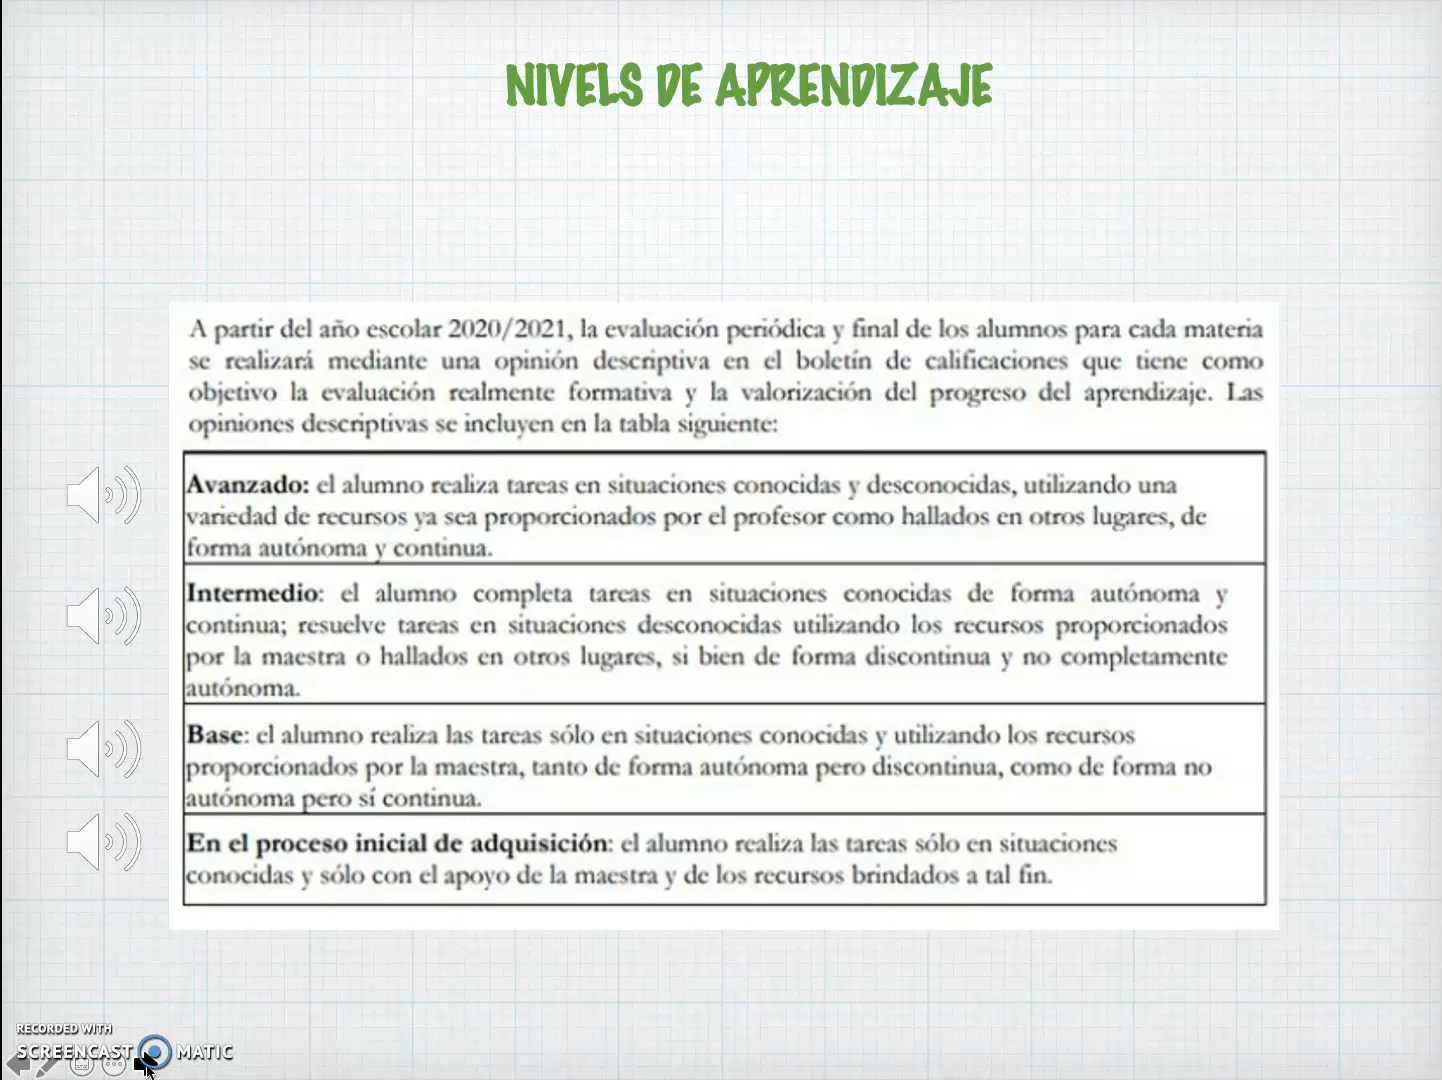 NIVELS DE APRENDIZAJE
A partir del año escolar 2020/2021, la evaluación periódica y final de los alumnos para cada materia
se realizará mediante una opinión descriptiva en el boletín de calificaciones que tiene como
objetivo la evaluación realmente formativa y la valorización del progreso del aprendizaje. Las
opiniones descriptivas se incluyen en la tabla siguiente:
Avanzado: el alumno realiza tareas en situaciones conocidas y desconocidas, utilizando una
variedad de recursos ya sea proporcionados por el profesor como hallados en otros lugares, de
forma autónoma y continua.
Intermedio: el alumno completa tareas en situaciones conocidas de forma autónoma y
continua; resuelve tareas en situaciones desconocidas utilizando los recursos proporcionados
por la maestra o hallados en otros lugares, si bien de forma discontinua y no completamente
autónoma.
Base: el alumno realiza las tareas sólo en situaciones conocidas y utilizando los recursos
proporcionados por la maestra, tanto de forma autónoma pero discontinua, como de forma no
autónoma pero sí continua.
En el proceso inicial de adquisición: el alumno realiza las tareas sólo en situaciones
conocidas y sólo con el apoyo de la maestra y de los recursos brindados a tal fin.
RECORDED WITH
SCREENCAST MATIC